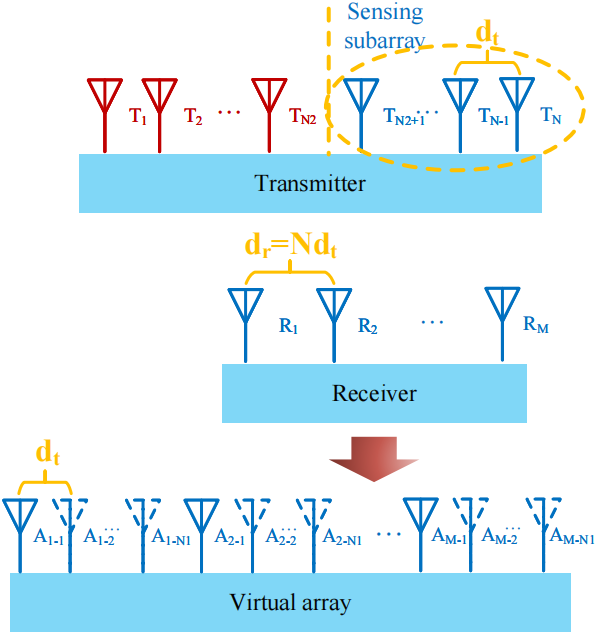 Sensing
subarray
d_t
T_1 T_2 ... T_N2 T_N2+1 ... T_N-1 T_N
Transmitter
d_r=Nd_t
R_1 R_2 ... R_M
Receiver
d_t
A_1-1 A_1-2 ... A_1-N1 A_2-1 A_2-2 ... A_2-N1 ... A_M-1 A_M-2 ... A_M-N1
Virtual array